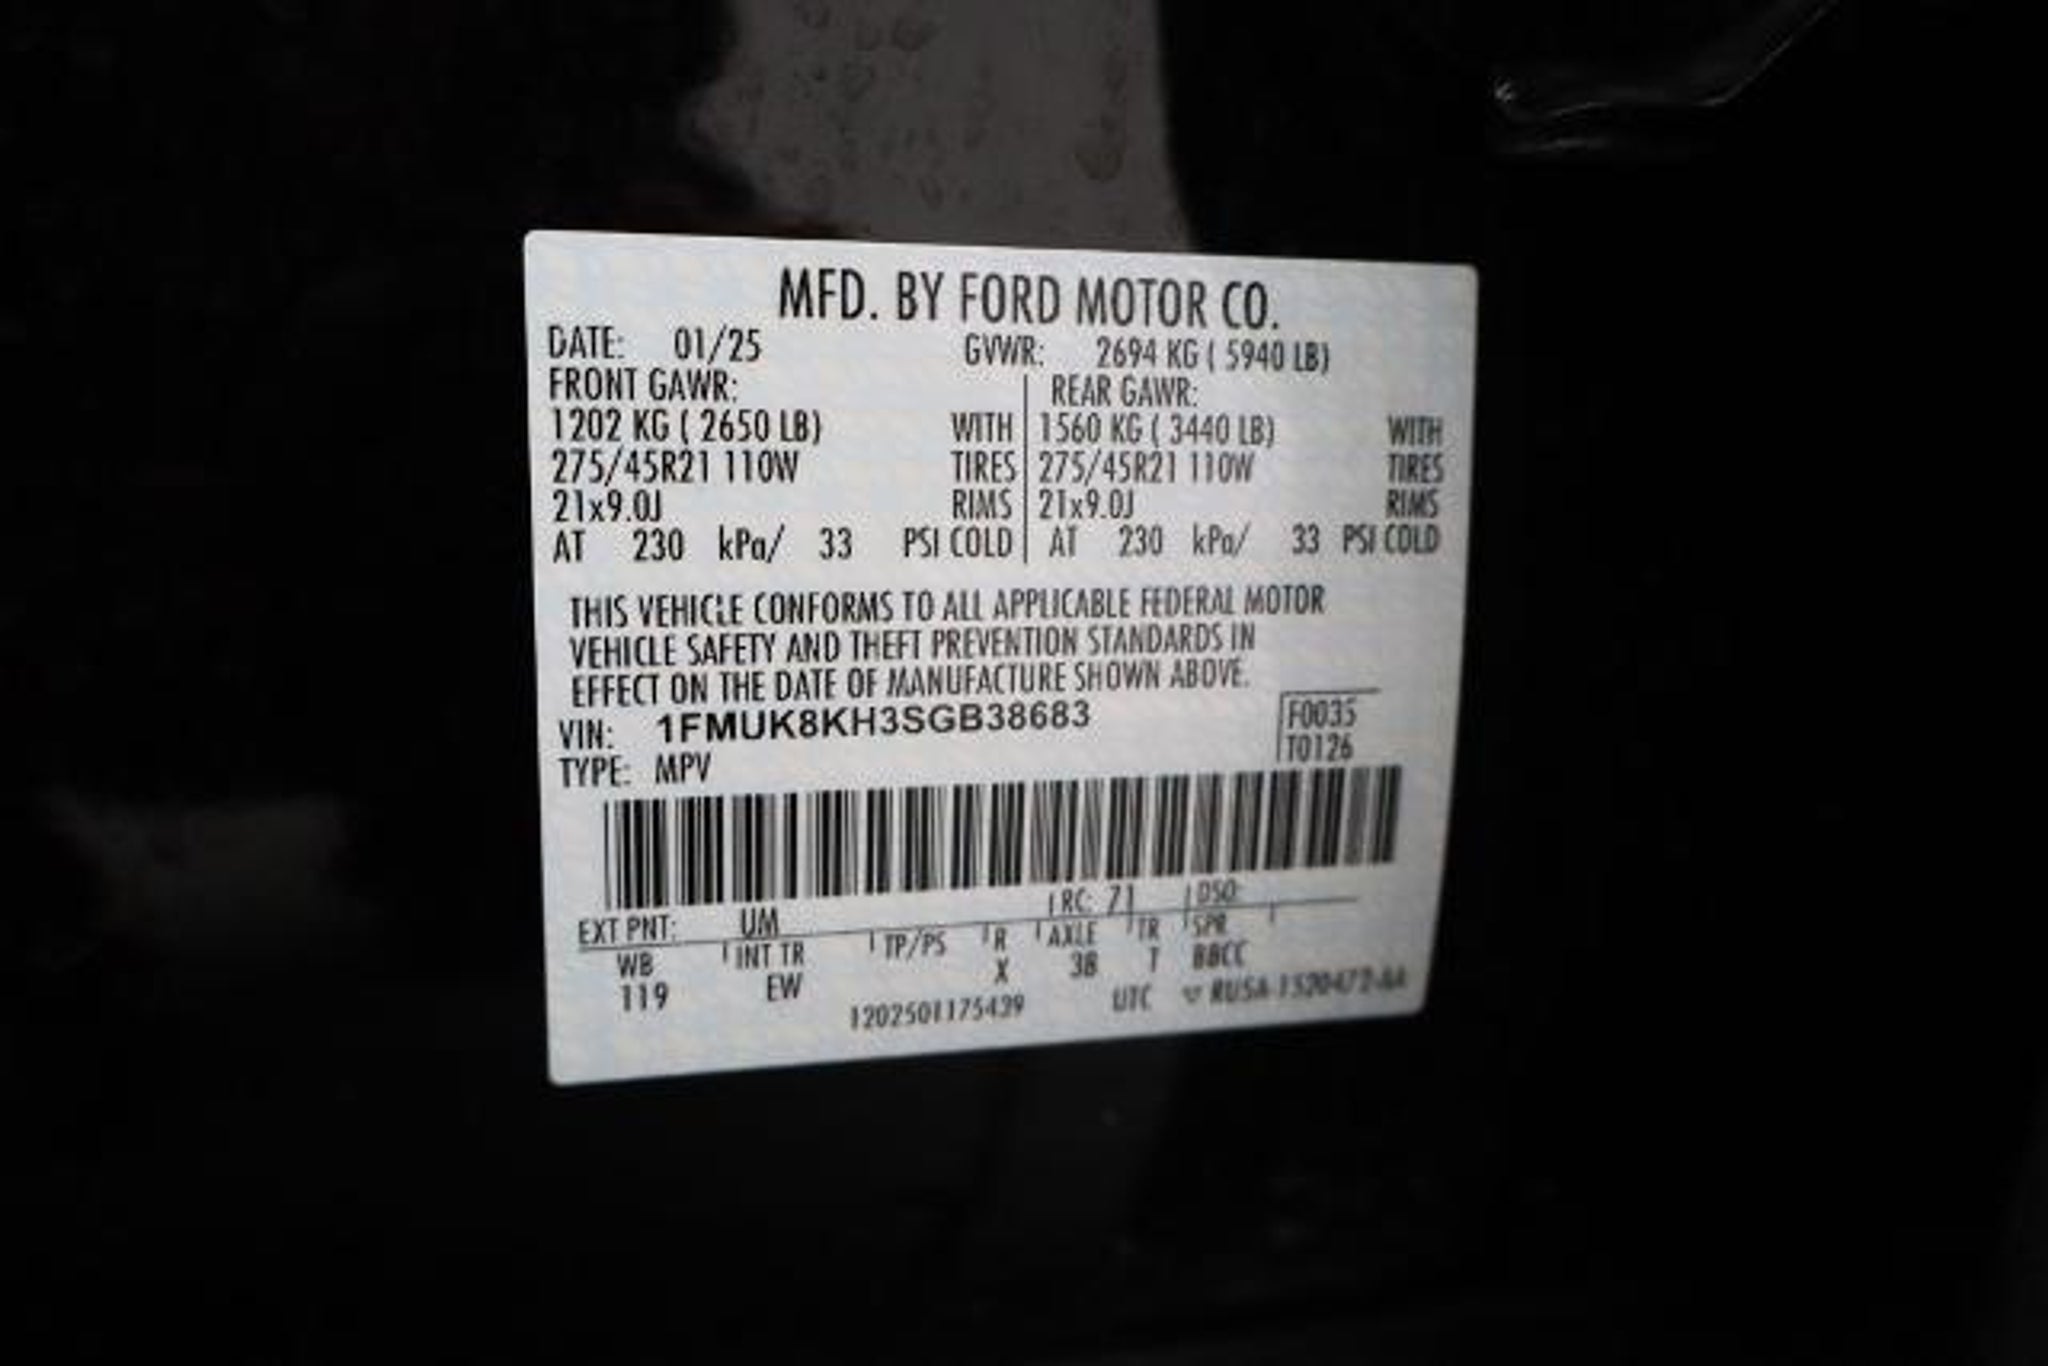 MFD. BY FORD MOTOR CO.
DATE: 01/25 GVWR: 2694 KG ( 5940 LB)
FRONT GAWR: REAR GAWR:
1202 KG ( 2650 LB) WITH 1560 KG ( 3440 LB) WITH
275/45R21 110W TIRES 275/45R21 110W TIRES
21x9.0J RIMS 21x9.0J RIMS
AT 230 kPa/ 33 PSI COLD AT 230 kPa/ 33 PSI COLD
THIS VEHICLE CONFORMS TO ALL APPLICABLE FEDERAL MOTOR
VEHICLE SAFETY AND THEFT PREVENTION STANDARDS IN
EFFECT ON THE DATE OF MANUFACTURE SHOWN ABOVE.
VIN: 1FMUK8KH3SGB38683 F0035
TYPE: MPV T0126
EXT PNT: UM RC: 71 DSO:
WB INT TR TP/PS R AXLE TR SPR
119 EW X 38 T BBCC
1202501175439 UTC RUSA-1520472-AA